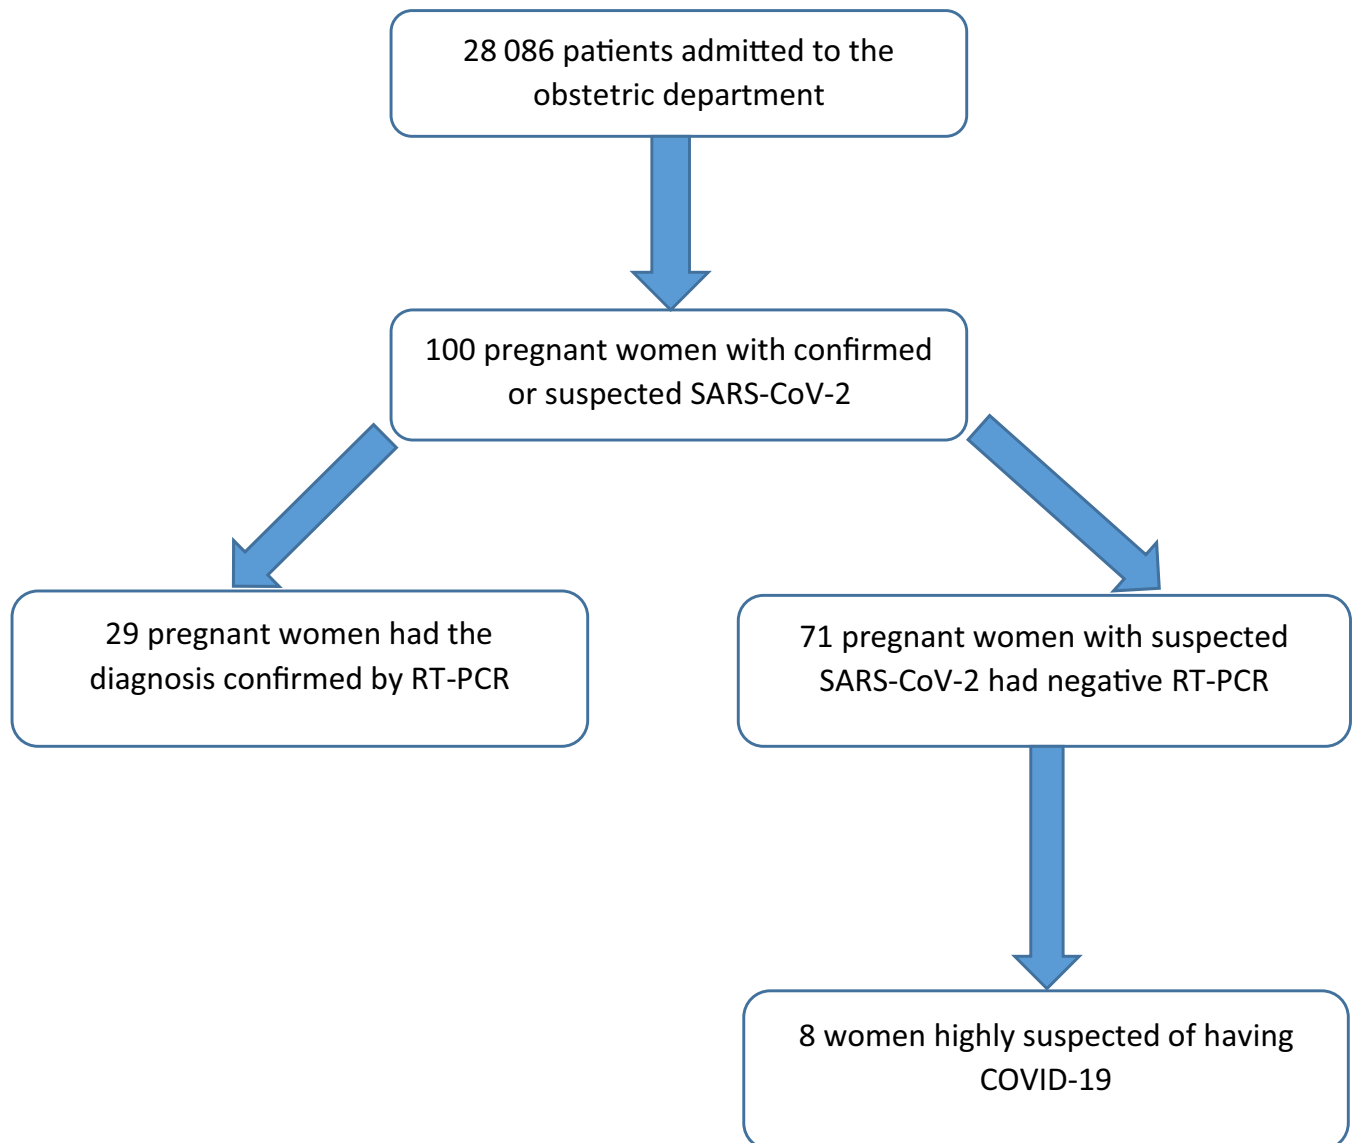 28 086 patients admitted to the
obstetric department
100 pregnant women with confirmed
or suspected SARS-CoV-2
29 pregnant women had the
diagnosis confirmed by RT-PCR
71 pregnant women with suspected
SARS-CoV-2 had negative RT-PCR
8 women highly suspected of having
COVID-19